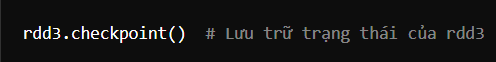 rdd3.checkpoint()  # Lưu trữ trạng thái của rdd3